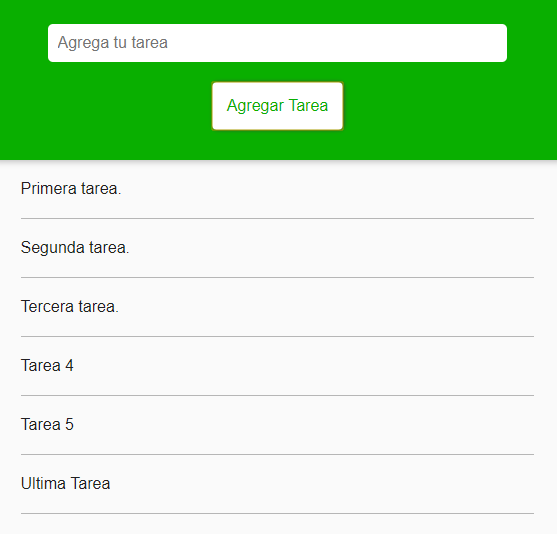 Agrega tu tarea
Agregar Tarea
Primera tarea.
Segunda tarea.
Tercera tarea.
Tarea 4
Tarea 5
Ultima Tarea